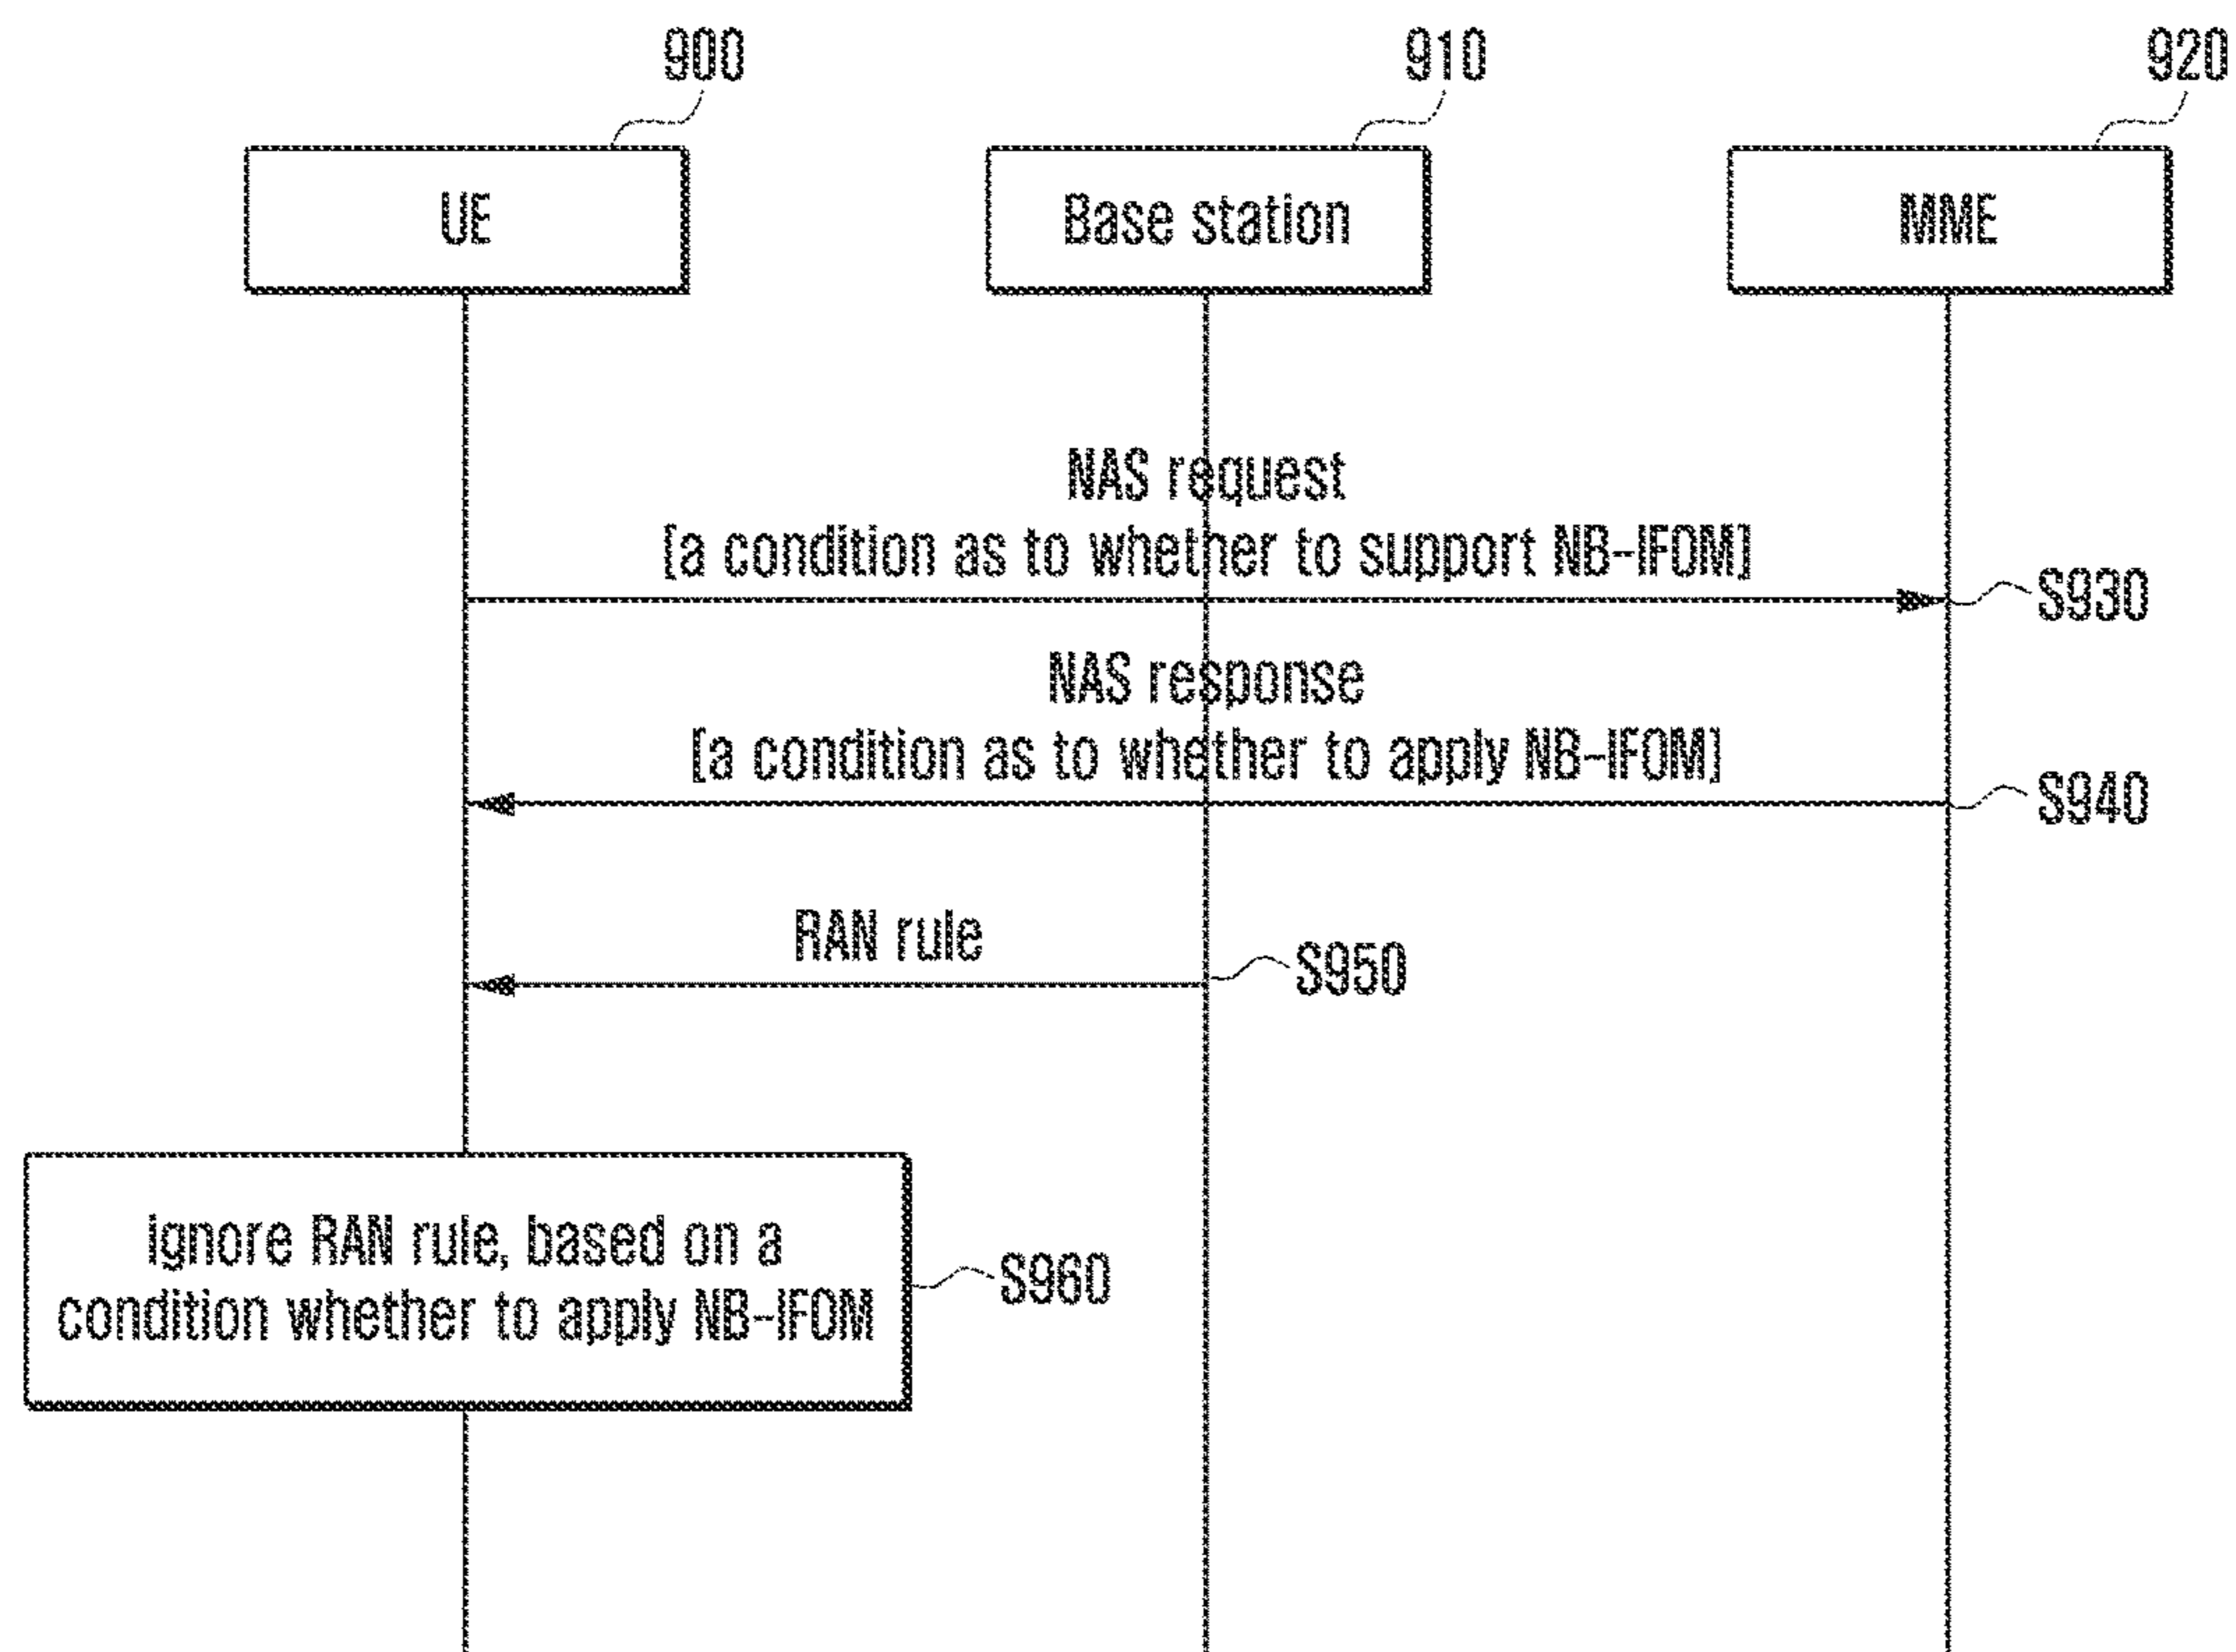 900
910
920
UE
Base station
MME
NAS request
[a condition as to whether to support NB-IFOM]
S930
NAS response
[a condition as to whether to apply NB-IFOM]
S940
RAN rule
S950
ignore RAN rule, based on a
condition whether to apply NB-IFOM
S960